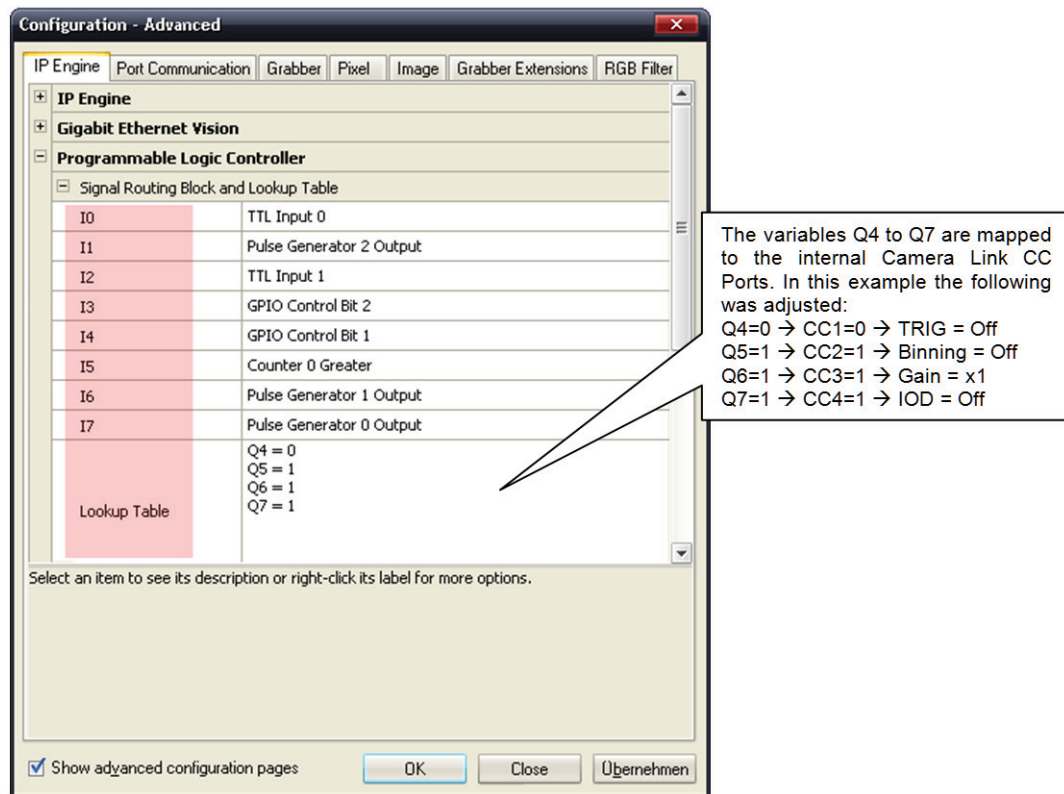 Configuration - Advanced
IP Engine Port Communication Grabber Pixel Image Grabber Extensions RGB Filter
IP Engine
Gigabit Ethernet Vision
Programmable Logic Controller
Signal Routing Block and Lookup Table
I0 TTL Input 0
I1 Pulse Generator 2 Output
I2 TTL Input 1
I3 GPIO Control Bit 2
I4 GPIO Control Bit 1
I5 Counter 0 Greater
I6 Pulse Generator 1 Output
I7 Pulse Generator 0 Output
Lookup Table
Q4 = 0
Q5 = 1
Q6 = 1
Q7 = 1
Select an item to see its description or right-click its label for more options.
Show advanced configuration pages
OK Close Übernehmen
The variables Q4 to Q7 are mapped
to the internal Camera Link CC
Ports. In this example the following
was adjusted:
Q4=0 → CC1=0 → TRIG = Off
Q5=1 → CC2=1 → Binning = Off
Q6=1 → CC3=1 → Gain = x1
Q7=1 → CC4=1 → IOD = Off